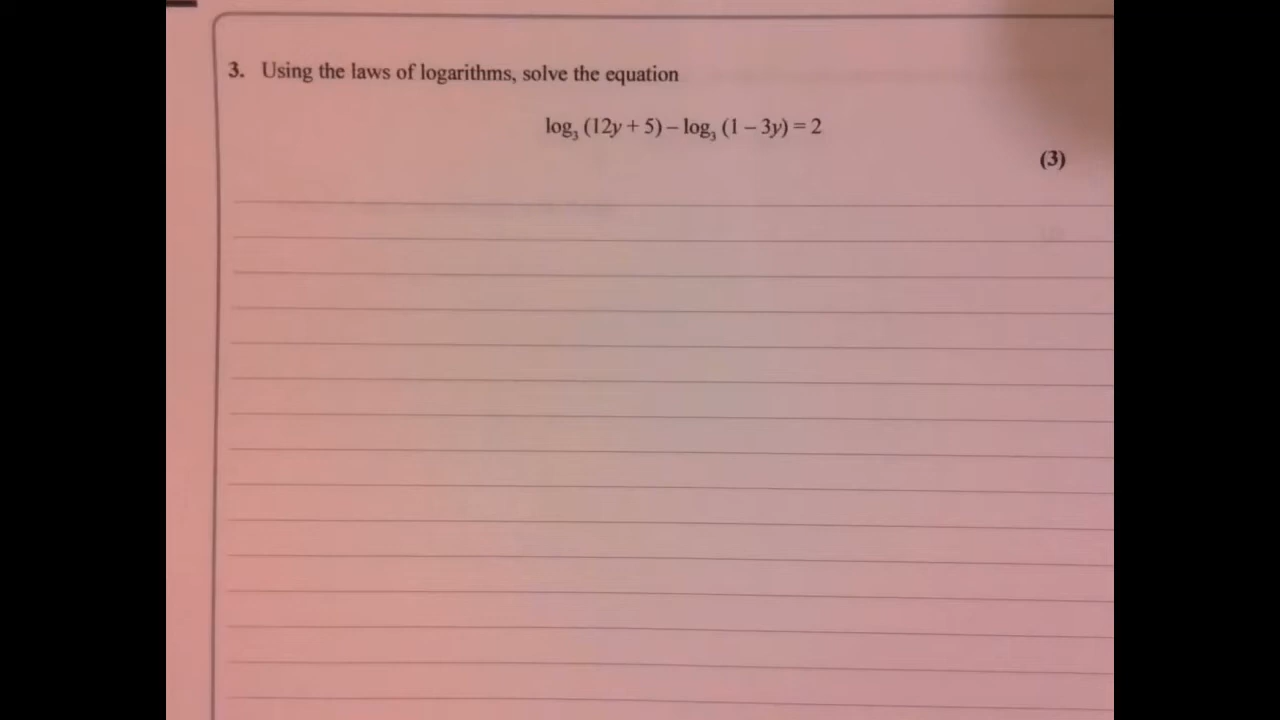 3. Using the laws of logarithms, solve the equation
log₃ (12y + 5) – log₃ (1 – 3y) = 2
(3)